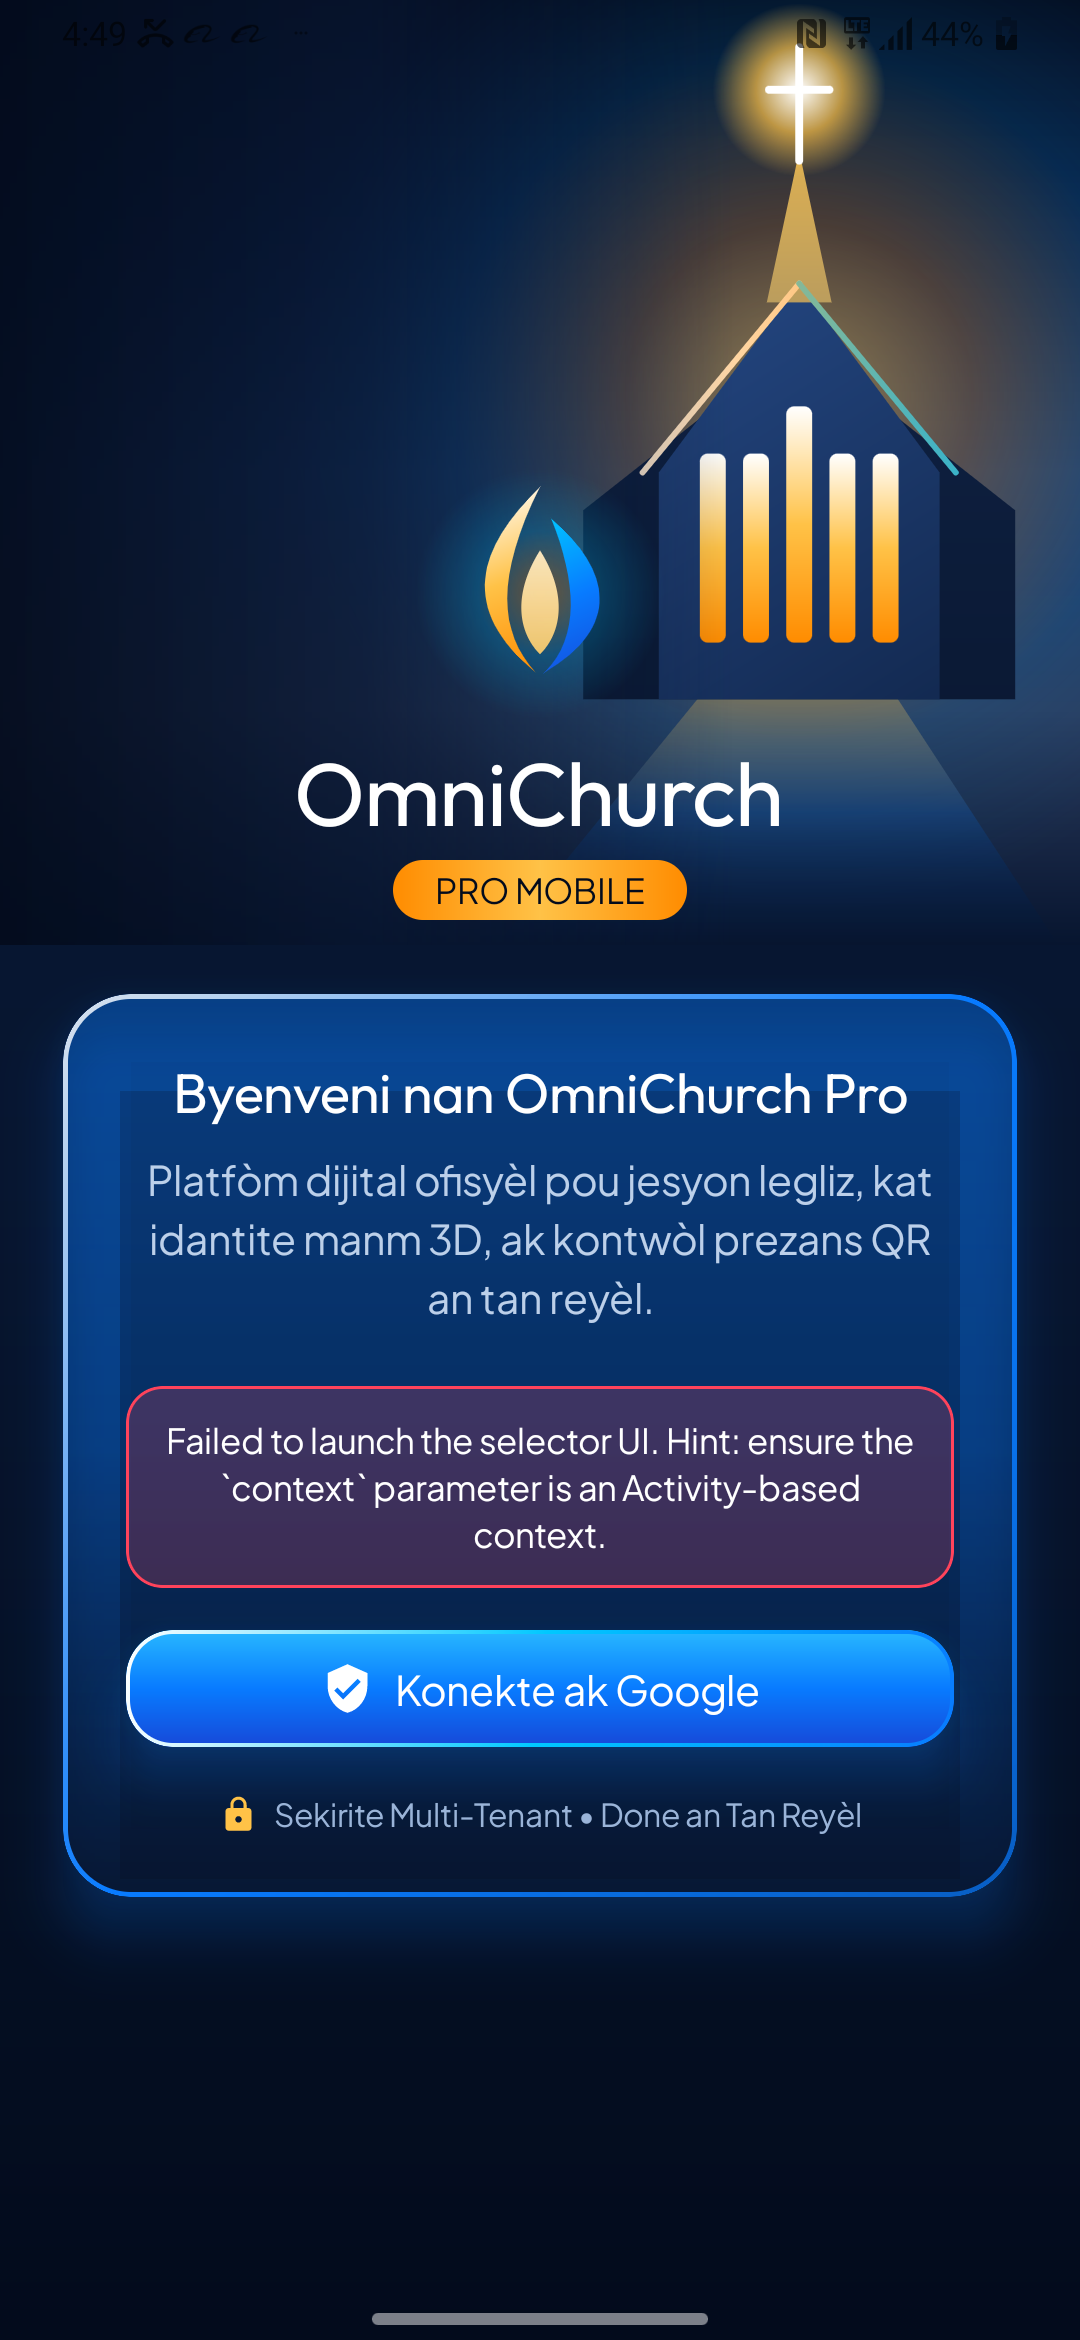 4:49
LTE 44%
OmniChurch
PRO MOBILE
Byenveni nan OmniChurch Pro
Platfòm dijital ofisyèl pou jesyon legliz, kat
idantite manm 3D, ak kontwòl prezans QR
an tan reyèl.
Failed to launch the selector UI. Hint: ensure the
`context` parameter is an Activity-based
context.
Konekte ak Google
Sekirite Multi-Tenant • Done an Tan Reyèl